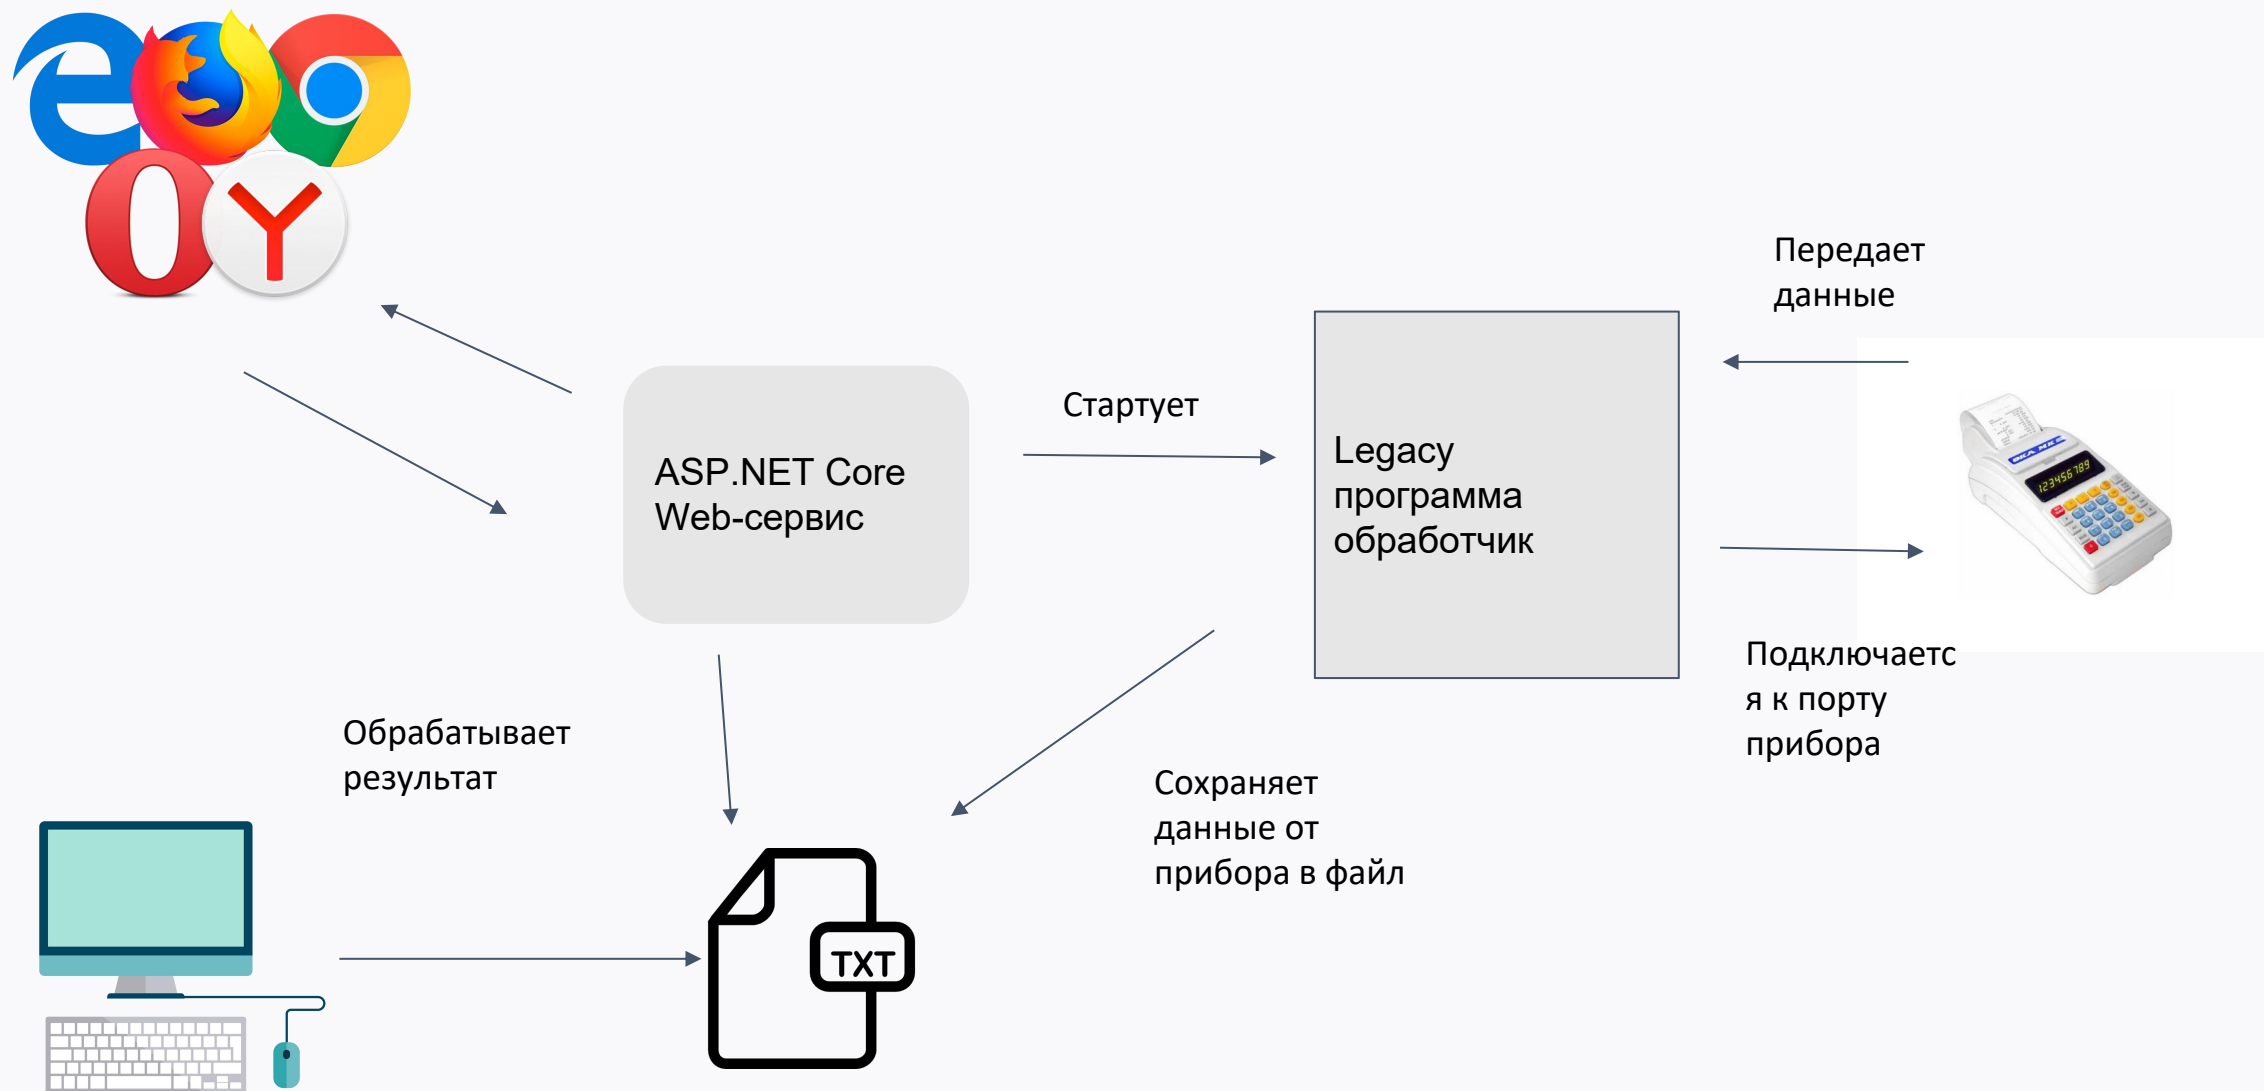 Передает
данные
Стартует
ASP.NET Core
Web-сервис
Legacy
программа
обработчик
123456789
Подключаетс
я к порту
прибора
Обрабатывает
результат
Сохраняет
данные от
прибора в файл
TXT